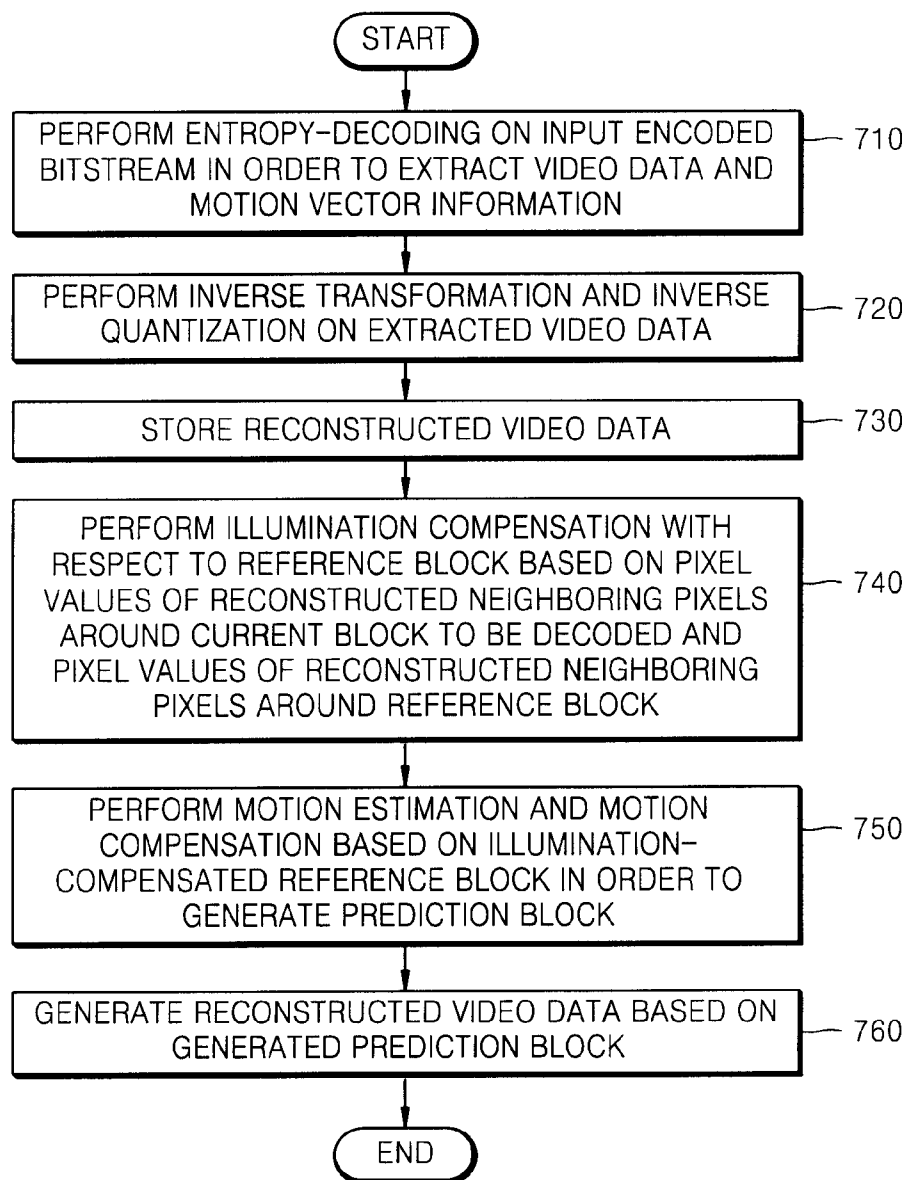 START
PERFORM ENTROPY-DECODING ON INPUT ENCODED
BITSTREAM IN ORDER TO EXTRACT VIDEO DATA AND
MOTION VECTOR INFORMATION
710
PERFORM INVERSE TRANSFORMATION AND INVERSE
QUANTIZATION ON EXTRACTED VIDEO DATA
720
STORE RECONSTRUCTED VIDEO DATA
730
PERFORM ILLUMINATION COMPENSATION WITH
RESPECT TO REFERENCE BLOCK BASED ON PIXEL
VALUES OF RECONSTRUCTED NEIGHBORING PIXELS
AROUND CURRENT BLOCK TO BE DECODED AND
PIXEL VALUES OF RECONSTRUCTED NEIGHBORING
PIXELS AROUND REFERENCE BLOCK
740
PERFORM MOTION ESTIMATION AND MOTION
COMPENSATION BASED ON ILLUMINATION-
COMPENSATED REFERENCE BLOCK IN ORDER TO
GENERATE PREDICTION BLOCK
750
GENERATE RECONSTRUCTED VIDEO DATA BASED ON
GENERATED PREDICTION BLOCK
760
END